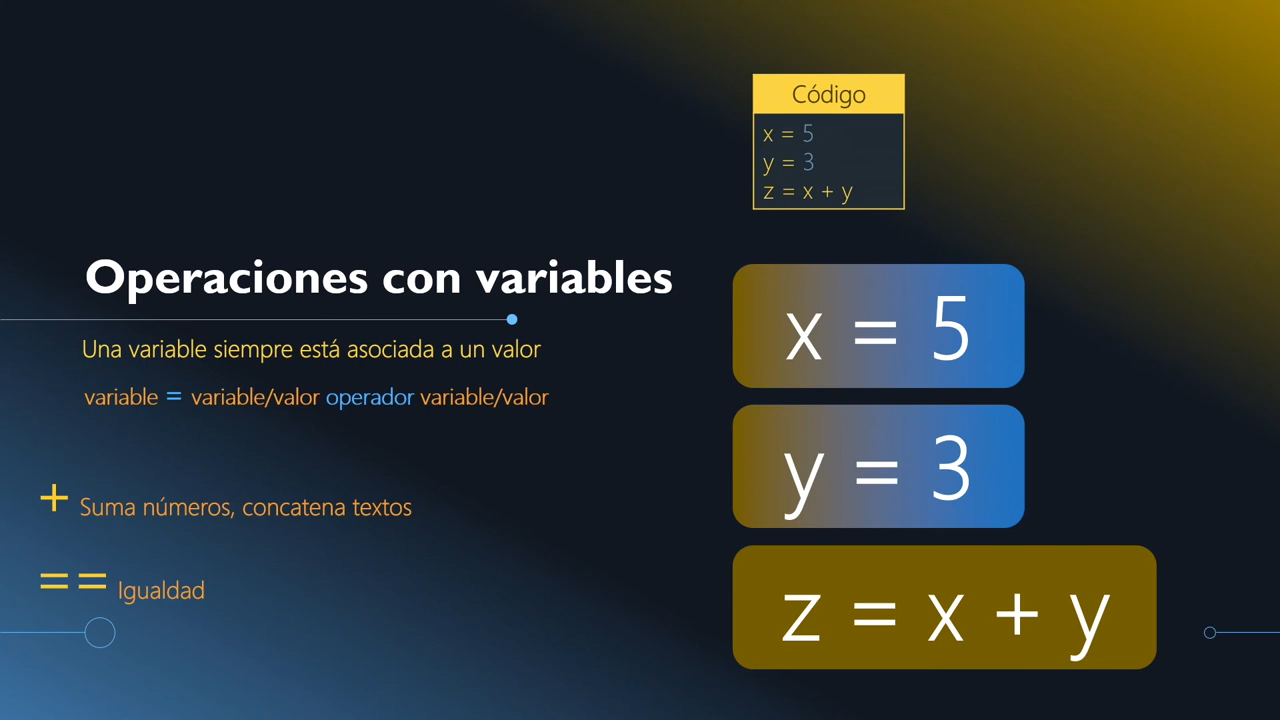 Operaciones con variables
Una variable siempre está asociada a un valor
variable = variable/valor operador variable/valor
+ Suma números, concatena textos
== Igualdad
Código
x = 5
y = 3
z = x + y
x = 5
y = 3
z = x + y